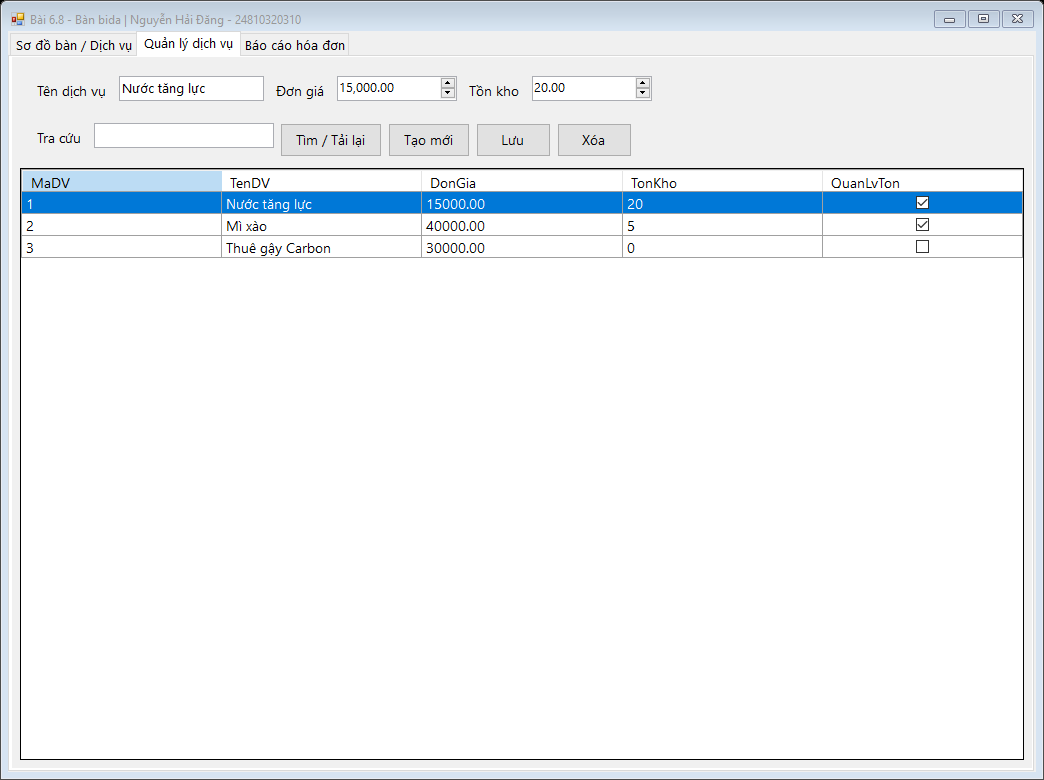 Bài 6.8 - Bàn bida | Nguyễn Hải Đăng - 24810320310
Sơ đồ bàn / Dịch vụ Quản lý dịch vụ Báo cáo hóa đơn
Tên dịch vụ Nước tăng lực Đơn giá 15,000.00 Tồn kho 20.00
Tra cứu Tìm / Tải lại Tạo mới Lưu Xóa
MaDV TenDV DonGia TonKho QuanLyTon
1 Nước tăng lực 15000.00 20
2 Mì xào 40000.00 5
3 Thuê gậy Carbon 30000.00 0